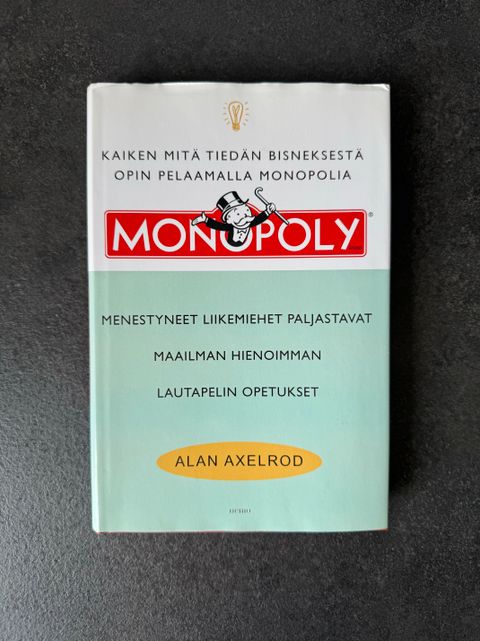 KAIKEN MITÄ TIEDÄN BISNEKSESTÄ
OPIN PELAAMALLA MONOPOLIA
MONOPOLY®
MENESTYNEET LIIKEMIEHET PALJASTAVAT
MAAILMAN HIENOIMMAN
LAUTAPELIN OPETUKSET
ALAN AXELROD